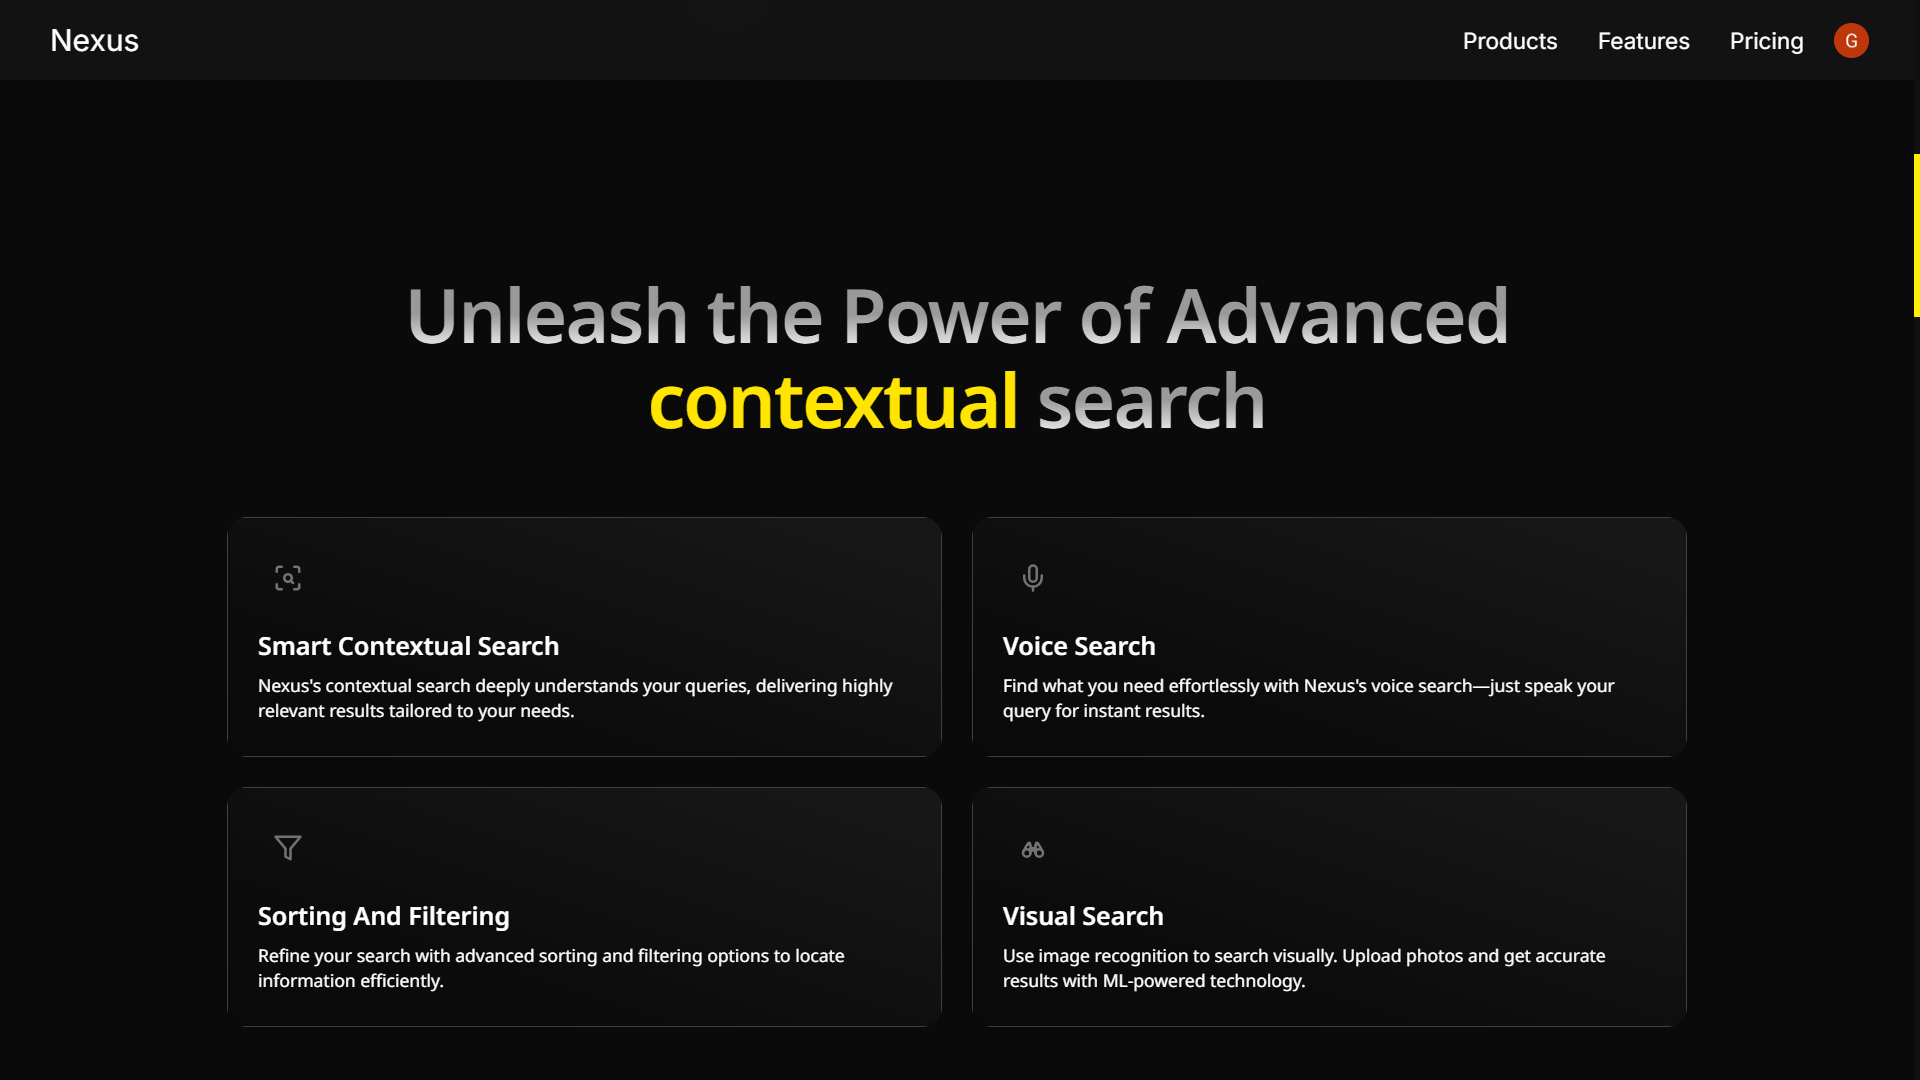 Nexus
Products
Features
Pricing
G
Unleash the Power of Advanced
contextual search
Smart Contextual Search
Nexus's contextual search deeply understands your queries, delivering highly
relevant results tailored to your needs.
Voice Search
Find what you need effortlessly with Nexus's voice search—just speak your
query for instant results.
Sorting And Filtering
Refine your search with advanced sorting and filtering options to locate
information efficiently.
Visual Search
Use image recognition to search visually. Upload photos and get accurate
results with ML-powered technology.